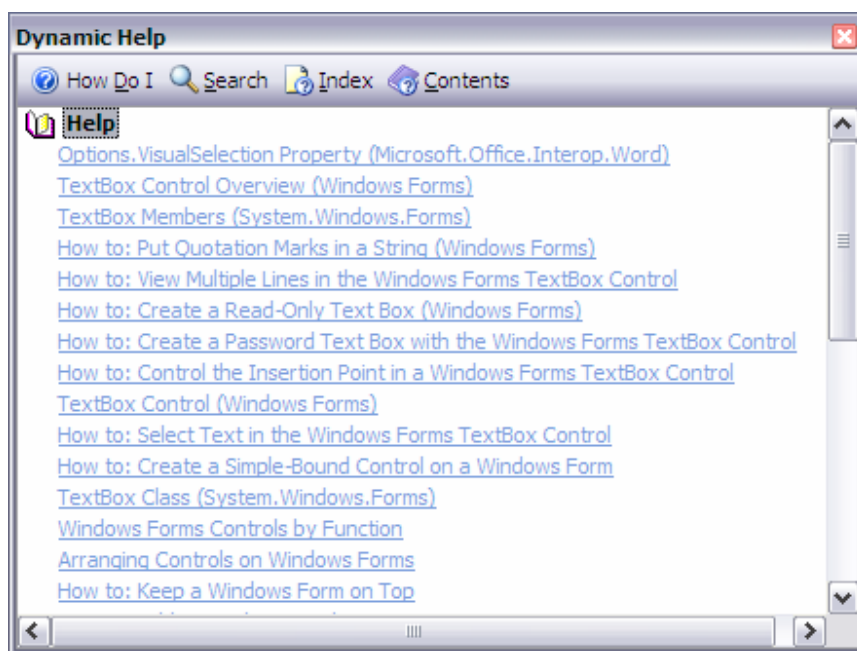 Dynamic Help
How Do I Search Index Contents
Help
Options.VisualSelection Property (Microsoft.Office.Interop.Word)
TextBox Control Overview (Windows Forms)
TextBox Members (System.Windows.Forms)
How to: Put Quotation Marks in a String (Windows Forms)
How to: View Multiple Lines in the Windows Forms TextBox Control
How to: Create a Read-Only Text Box (Windows Forms)
How to: Create a Password Text Box with the Windows Forms TextBox Control
How to: Control the Insertion Point in a Windows Forms TextBox Control
TextBox Control (Windows Forms)
How to: Select Text in the Windows Forms TextBox Control
How to: Create a Simple-Bound Control on a Windows Form
TextBox Class (System.Windows.Forms)
Windows Forms Controls by Function
Arranging Controls on Windows Forms
How to: Keep a Windows Form on Top